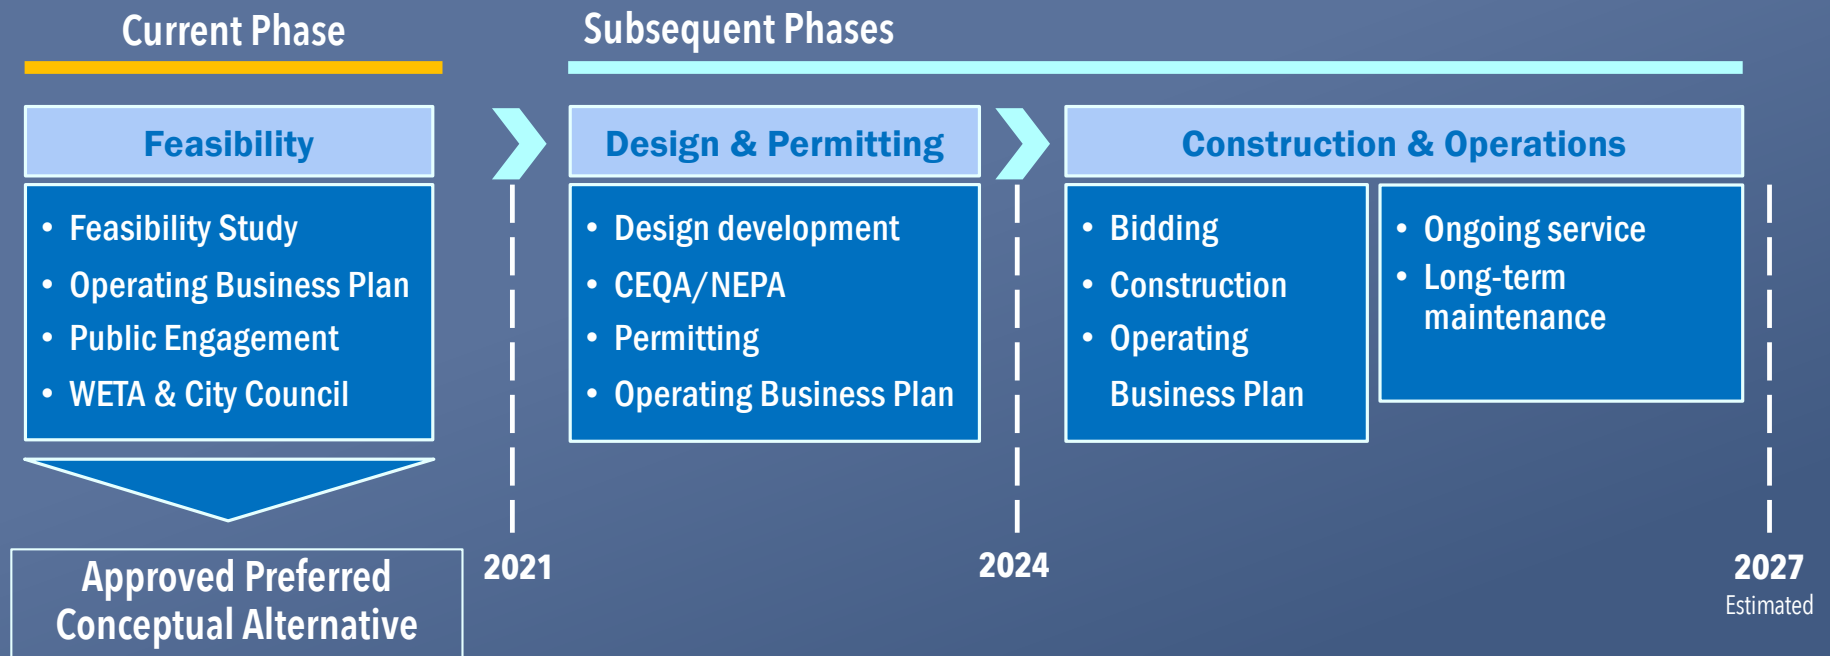 Current Phase
Subsequent Phases
Feasibility
• Feasibility Study
• Operating Business Plan
• Public Engagement
• WETA & City Council
Approved Preferred
Conceptual Alternative
2021
Design & Permitting
• Design development
• CEQA/NEPA
• Permitting
• Operating Business Plan
2024
Construction & Operations
• Bidding
• Construction
• Operating
Business Plan
• Ongoing service
• Long-term
maintenance
2027
Estimated